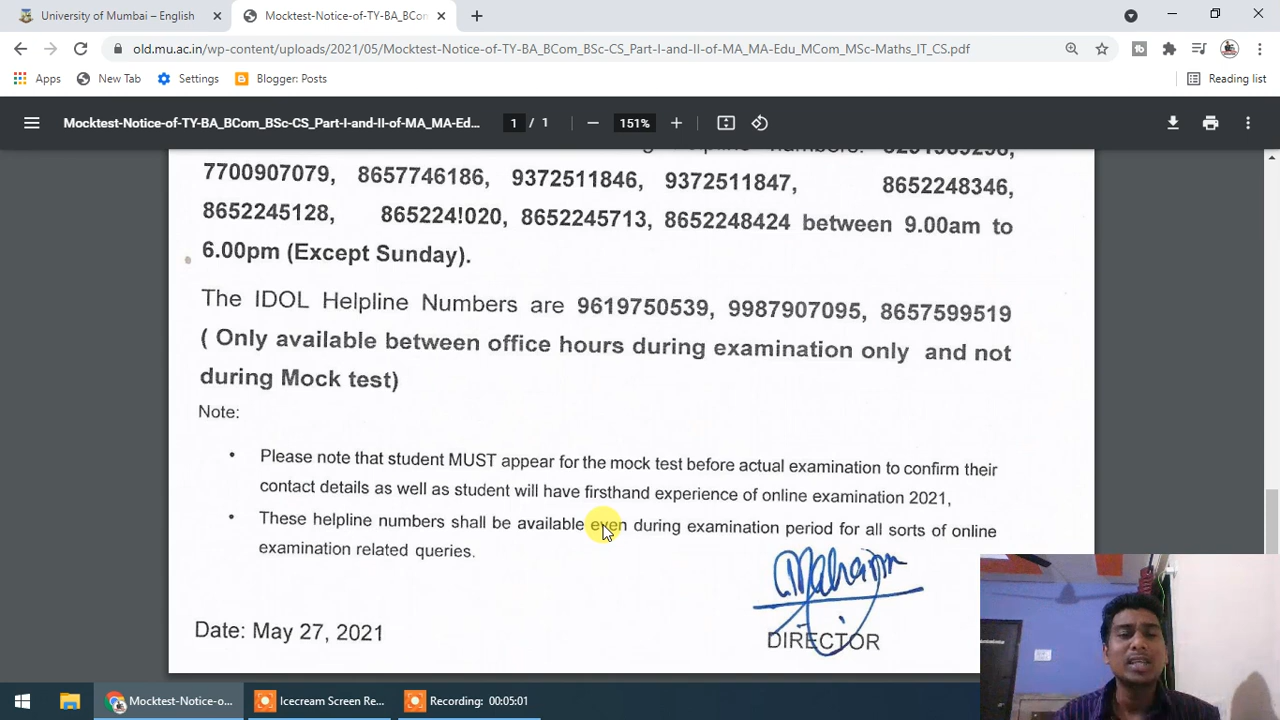 University of Mumbai – English
Mocktest-Notice-of-TY-BA_BCom
old.mu.ac.in/wp-content/uploads/2021/05/Mocktest-Notice-of-TY-BA_BCom_BSc-CS_Part-I-and-II-of-MA_MA-Edu_MCom_MSc-Maths_IT_CS.pdf
Apps
New Tab
Settings
Blogger: Posts
Reading list
Mocktest-Notice-of-TY-BA_BCom_BSc-CS_Part-I-and-II-of-MA_MA-Ed...
1 / 1
151%
7700907079, 8657746186, 9372511846, 9372511847, 8652248346,
8652245128, 865224!020, 8652245713, 8652248424 between 9.00am to
6.00pm (Except Sunday).
The IDOL Helpline Numbers are 9619750539, 9987907095, 8657599519
( Only available between office hours during examination only and not
during Mock test)
Note:
• Please note that student MUST appear for the mock test before actual examination to confirm their
contact details as well as student will have firsthand experience of online examination 2021,
• These helpline numbers shall be available even during examination period for all sorts of online
examination related queries.
Date: May 27, 2021
DIRECTOR
Mocktest-Notice-o...
Icecream Screen Re...
Recording: 00:05:01